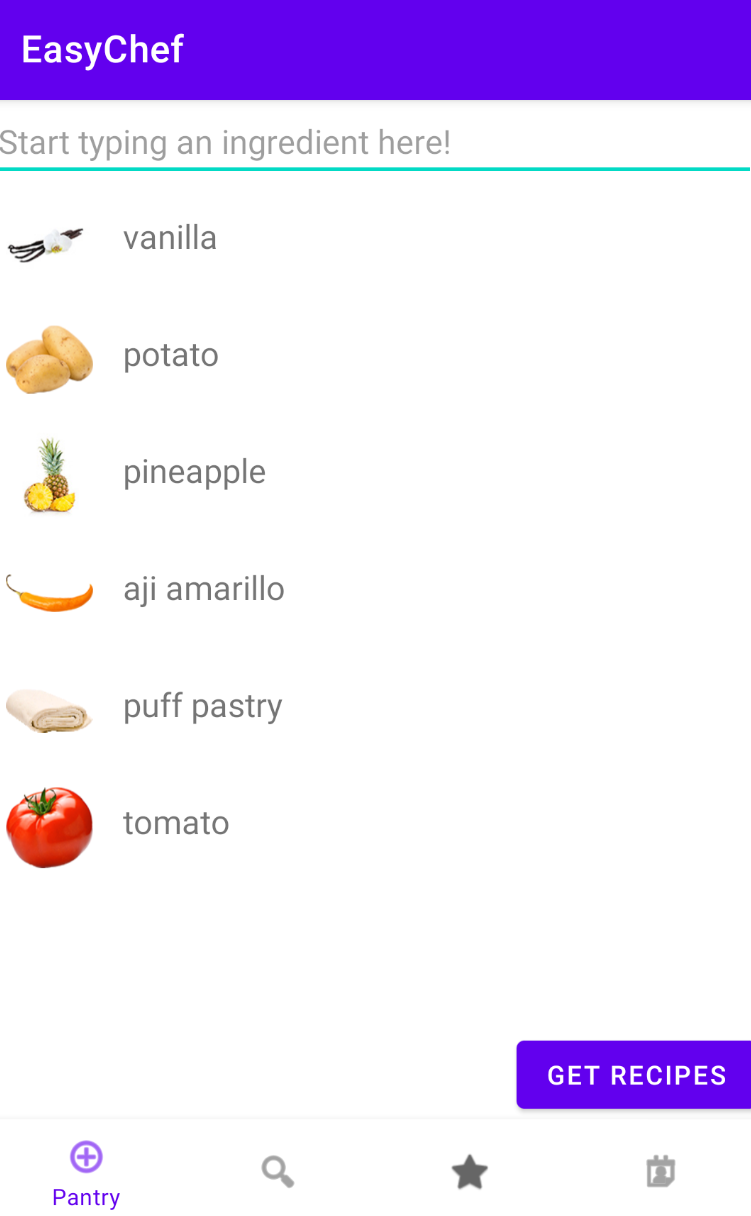 EasyChef
Start typing an ingredient here!
vanilla
potato
pineapple
aji amarillo
puff pastry
tomato
GET RECIPES
Pantry